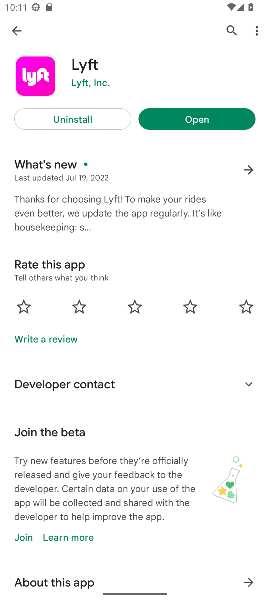 10:11
Lyft
lyft
Lyft, Inc.
Uninstall
Open
What's new
Last updated Jul 19, 2022
Thanks for choosing Lyft! To make your rides
even better, we update the app regularly. It's like
housekeeping: s...
Rate this app
Tell others what you think
Write a review
Developer contact
Join the beta
Try new features before they're officially
released and give your feedback to the
developer. Certain data on your use of the
app will be collected and shared with the
developer to help improve the app.
Join Learn more
About this app